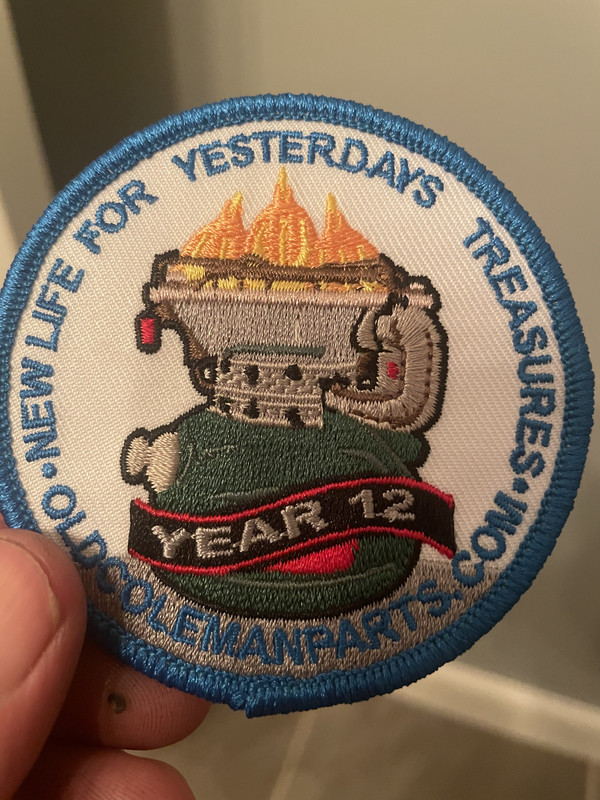 •NEW LIFE FOR YESTERDAYS TREASURES•
YEAR 12
OLDCOLEMANPARTS.COM